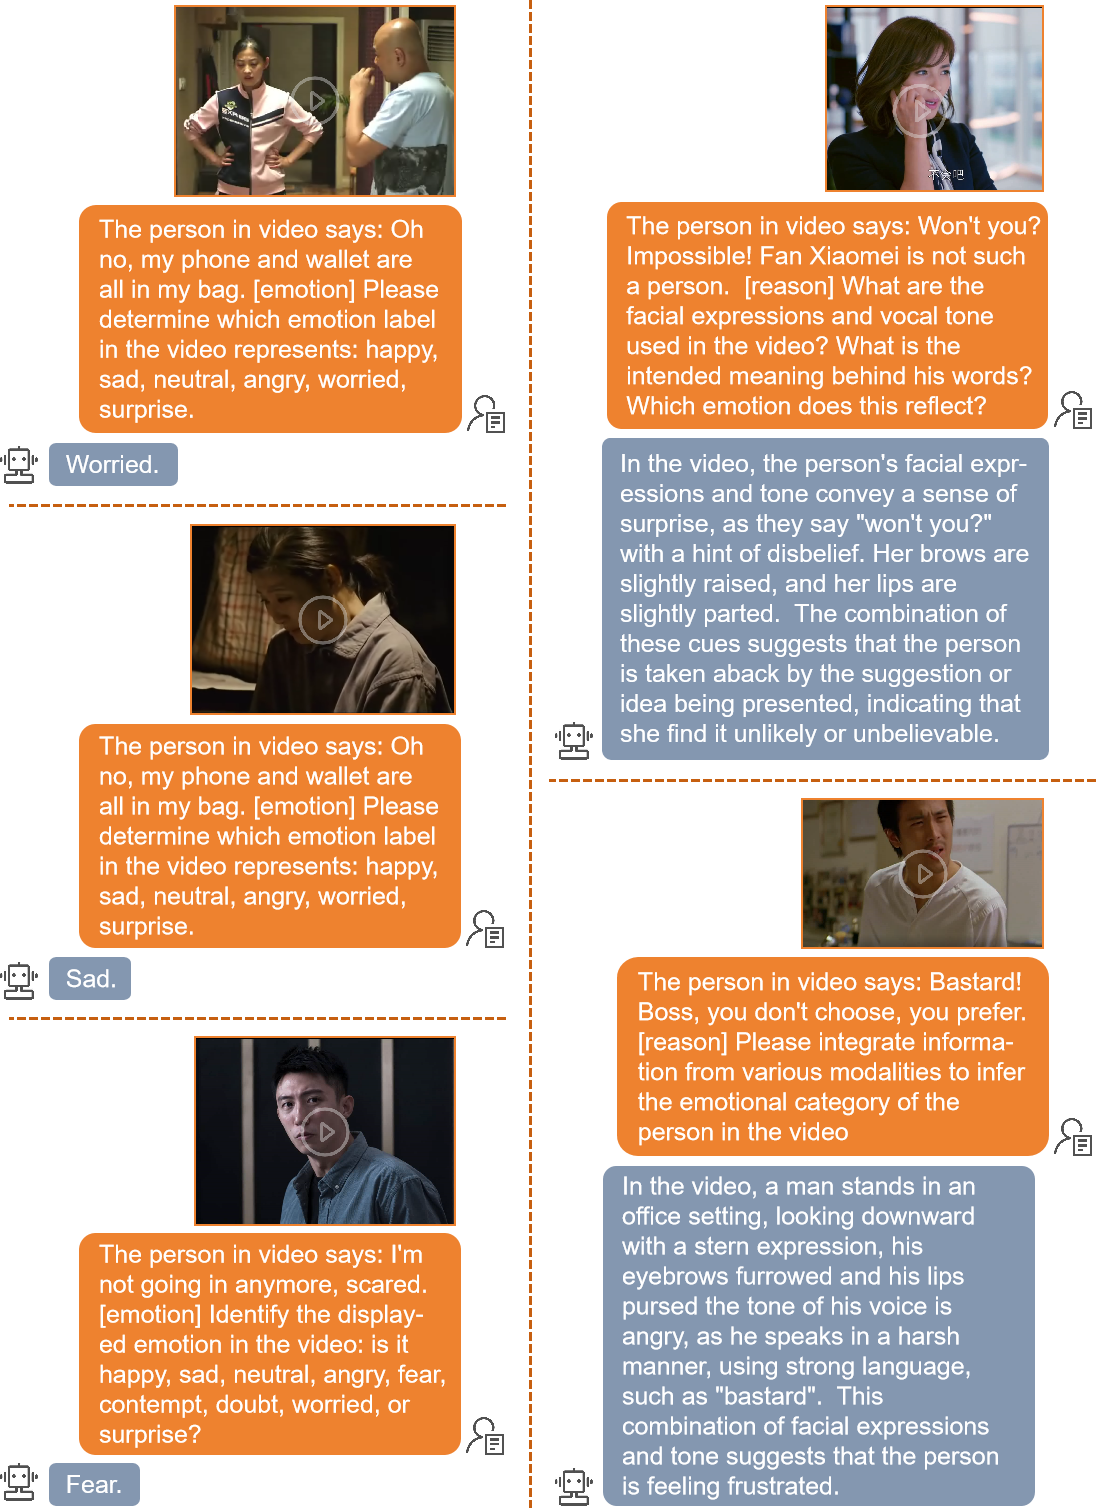 The person in video says: Oh
no, my phone and wallet are
all in my bag. [emotion] Please
determine which emotion label
in the video represents: happy,
sad, neutral, angry, worried,
surprise.
Worried.
The person in video says: Oh
no, my phone and wallet are
all in my bag. [emotion] Please
determine which emotion label
in the video represents: happy,
sad, neutral, angry, worried,
surprise.
Sad.
The person in video says: I'm
not going in anymore, scared.
[emotion] Identify the display-
ed emotion in the video: is it
happy, sad, neutral, angry, fear,
contempt, doubt, worried, or
surprise?
Fear.
不会吧
The person in video says: Won't you?
Impossible! Fan Xiaomei is not such
a person. [reason] What are the
facial expressions and vocal tone
used in the video? What is the
intended meaning behind his words?
Which emotion does this reflect?
In the video, the person's facial expr-
essions and tone convey a sense of
surprise, as they say "won't you?"
with a hint of disbelief. Her brows are
slightly raised, and her lips are
slightly parted. The combination of
these cues suggests that the person
is taken aback by the suggestion or
idea being presented, indicating that
she find it unlikely or unbelievable.
The person in video says: Bastard!
Boss, you don't choose, you prefer.
[reason] Please integrate informa-
tion from various modalities to infer
the emotional category of the
person in the video
In the video, a man stands in an
office setting, looking downward
with a stern expression, his
eyebrows furrowed and his lips
pursed the tone of his voice is
angry, as he speaks in a harsh
manner, using strong language,
such as "bastard". This
combination of facial expressions
and tone suggests that the person
is feeling frustrated.